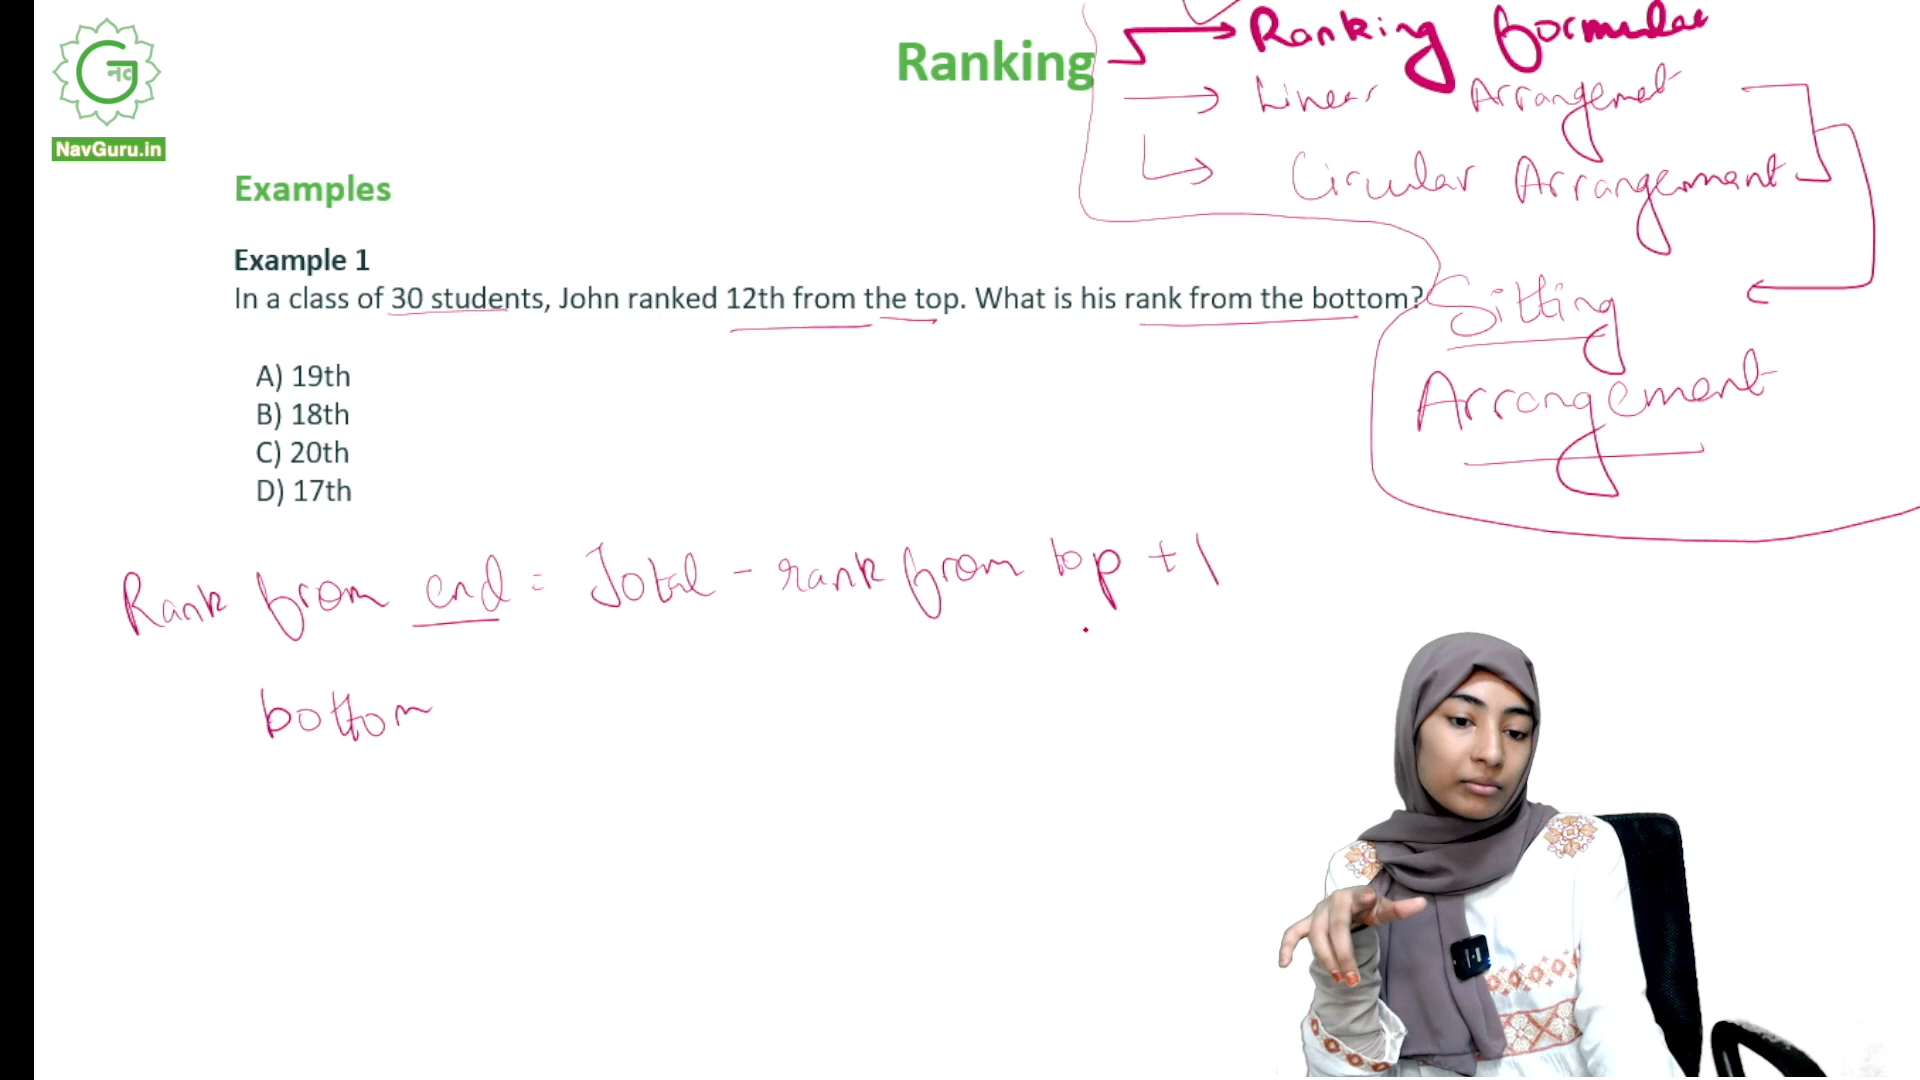 नव
NavGuru.in
Ranking
Ranking formulae
Linear Arrangement
Circular Arrangement
Sitting
Arrangement
Examples
Example 1
In a class of 30 students, John ranked 12th from the top. What is his rank from the bottom?
A) 19th
B) 18th
C) 20th
D) 17th
Rank from end = Total - rank from top + 1
bottom